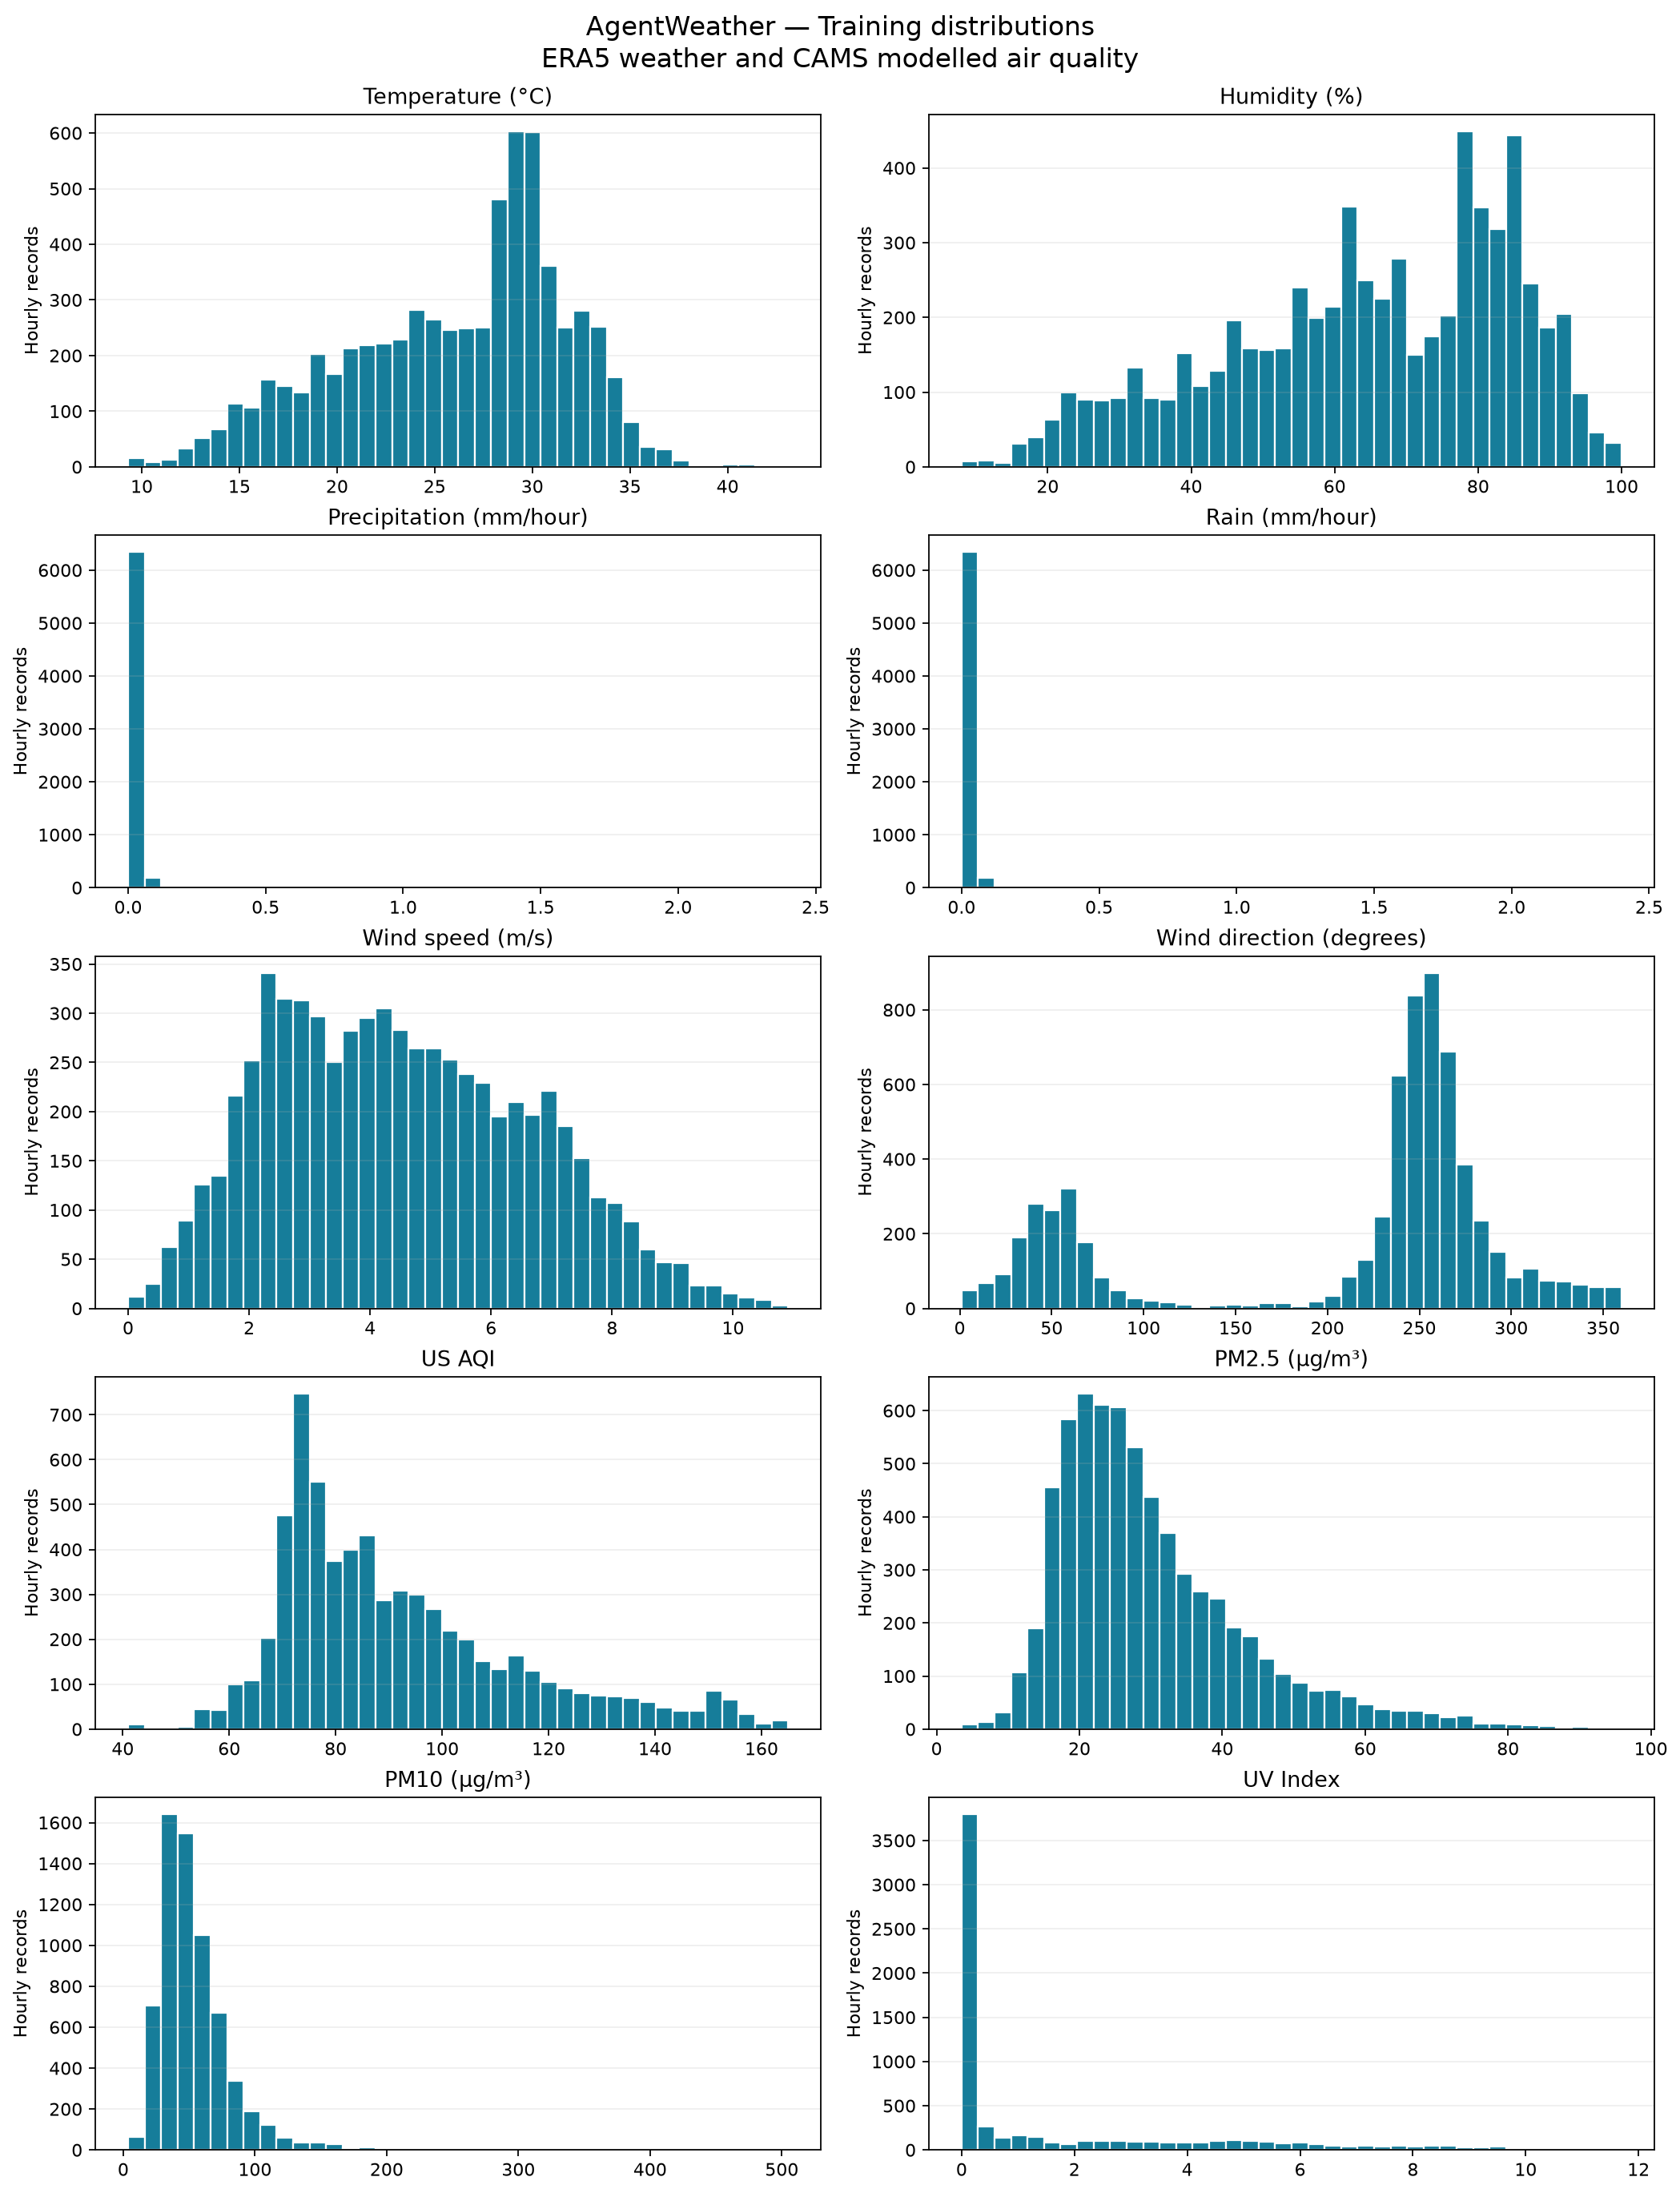 AgentWeather — Training distributions
ERA5 weather and CAMS modelled air quality
Temperature (°C)
Hourly records
0
100
200
300
400
500
600
10 15 20 25 30 35 40
Humidity (%)
Hourly records
0
100
200
300
400
20 40 60 80 100
Precipitation (mm/hour)
Hourly records
0
1000
2000
3000
4000
5000
6000
0.0 0.5 1.0 1.5 2.0 2.5
Rain (mm/hour)
Hourly records
0
1000
2000
3000
4000
5000
6000
0.0 0.5 1.0 1.5 2.0 2.5
Wind speed (m/s)
Hourly records
0
50
100
150
200
250
300
350
0 2 4 6 8 10
Wind direction (degrees)
Hourly records
0
200
400
600
800
0 50 100 150 200 250 300 350
US AQI
Hourly records
0
100
200
300
400
500
600
700
40 60 80 100 120 140 160
PM2.5 (µg/m³)
Hourly records
0
100
200
300
400
500
600
0 20 40 60 80 100
PM10 (µg/m³)
Hourly records
0
200
400
600
800
1000
1200
1400
1600
0 100 200 300 400 500
UV Index
Hourly records
0
500
1000
1500
2000
2500
3000
3500
0 2 4 6 8 10 12